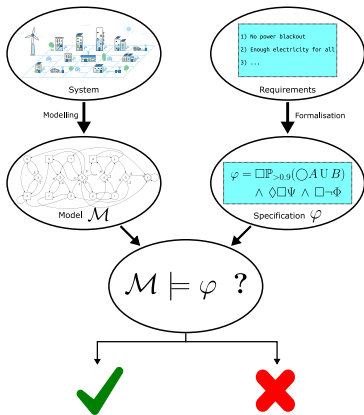 1) No power blackout
2) Enough electricity for all
3) ...
System
Requirements
Modelling
Formalisation
φ = □ℙ>0.9(◯A U B)
∧ ◊□Ψ ∧ □¬Φ
Model ℳ
Specification φ
ℳ ⊨ φ ?